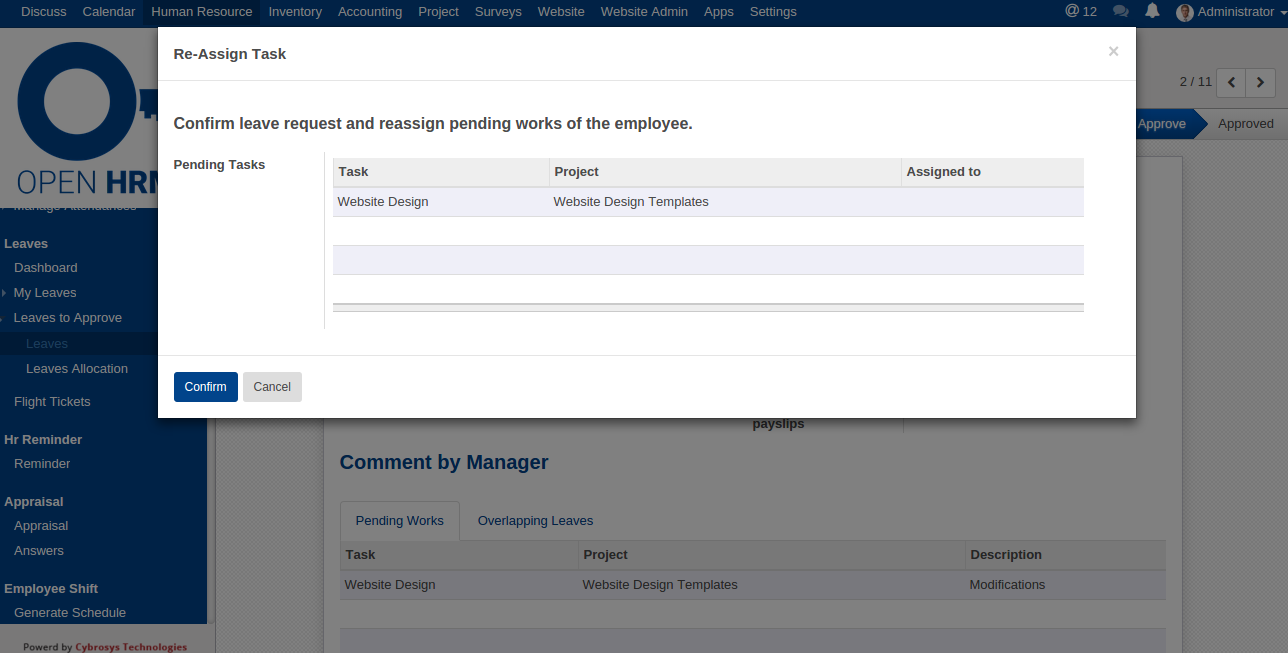 Discuss Calendar Human Resource Inventory Accounting Project Surveys Website Website Admin Apps Settings @ 12 Administrator
Re-Assign Task ×
2 / 11
Approve Approved
Confirm leave request and reassign pending works of the employee.
Pending Tasks
Task Project Assigned to
Website Design Website Design Templates
Confirm Cancel
OPEN HRM
Manage Attendances
Leaves
Dashboard
My Leaves
Leaves to Approve
Leaves
Leaves Allocation
Flight Tickets
Hr Reminder
Reminder
Appraisal
Appraisal
Answers
Employee Shift
Generate Schedule
Powerd by Cybrosys Technologies
payslips
Comment by Manager
Pending Works Overlapping Leaves
Task Project Description
Website Design Website Design Templates Modifications